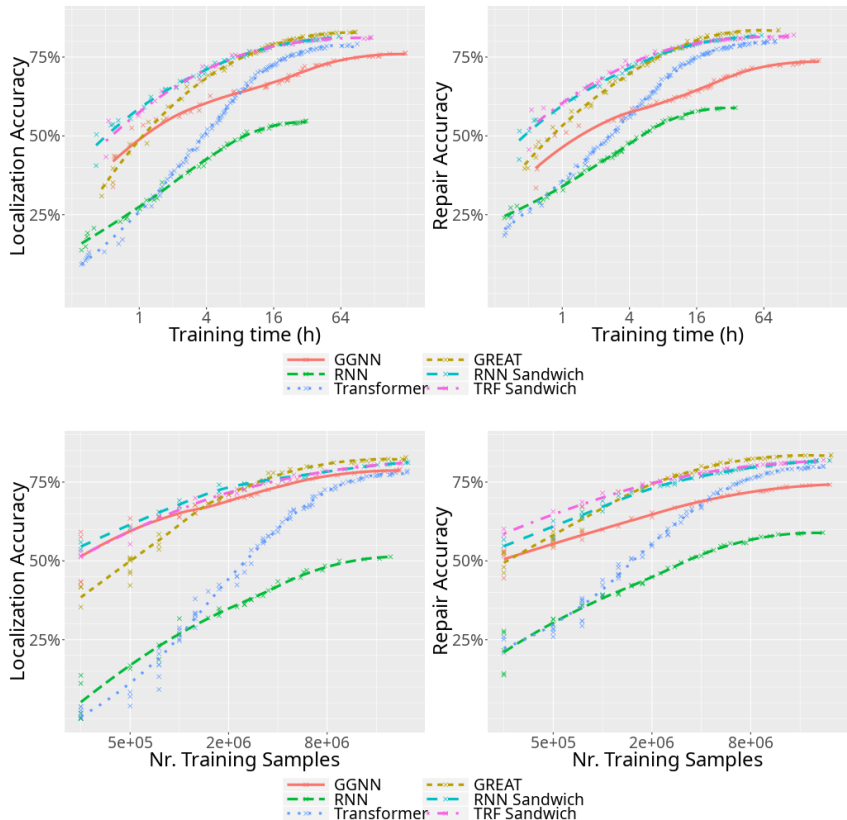 Localization Accuracy
75%
50%
25%
1 4 16 64
Training time (h)
Repair Accuracy
75%
50%
25%
1 4 16 64
Training time (h)
GGNN GREAT
RNN RNN Sandwich
Transformer TRF Sandwich
Localization Accuracy
75%
50%
25%
5e+05 2e+06 8e+06
Nr. Training Samples
Repair Accuracy
75%
50%
25%
5e+05 2e+06 8e+06
Nr. Training Samples
GGNN GREAT
RNN RNN Sandwich
Transformer TRF Sandwich